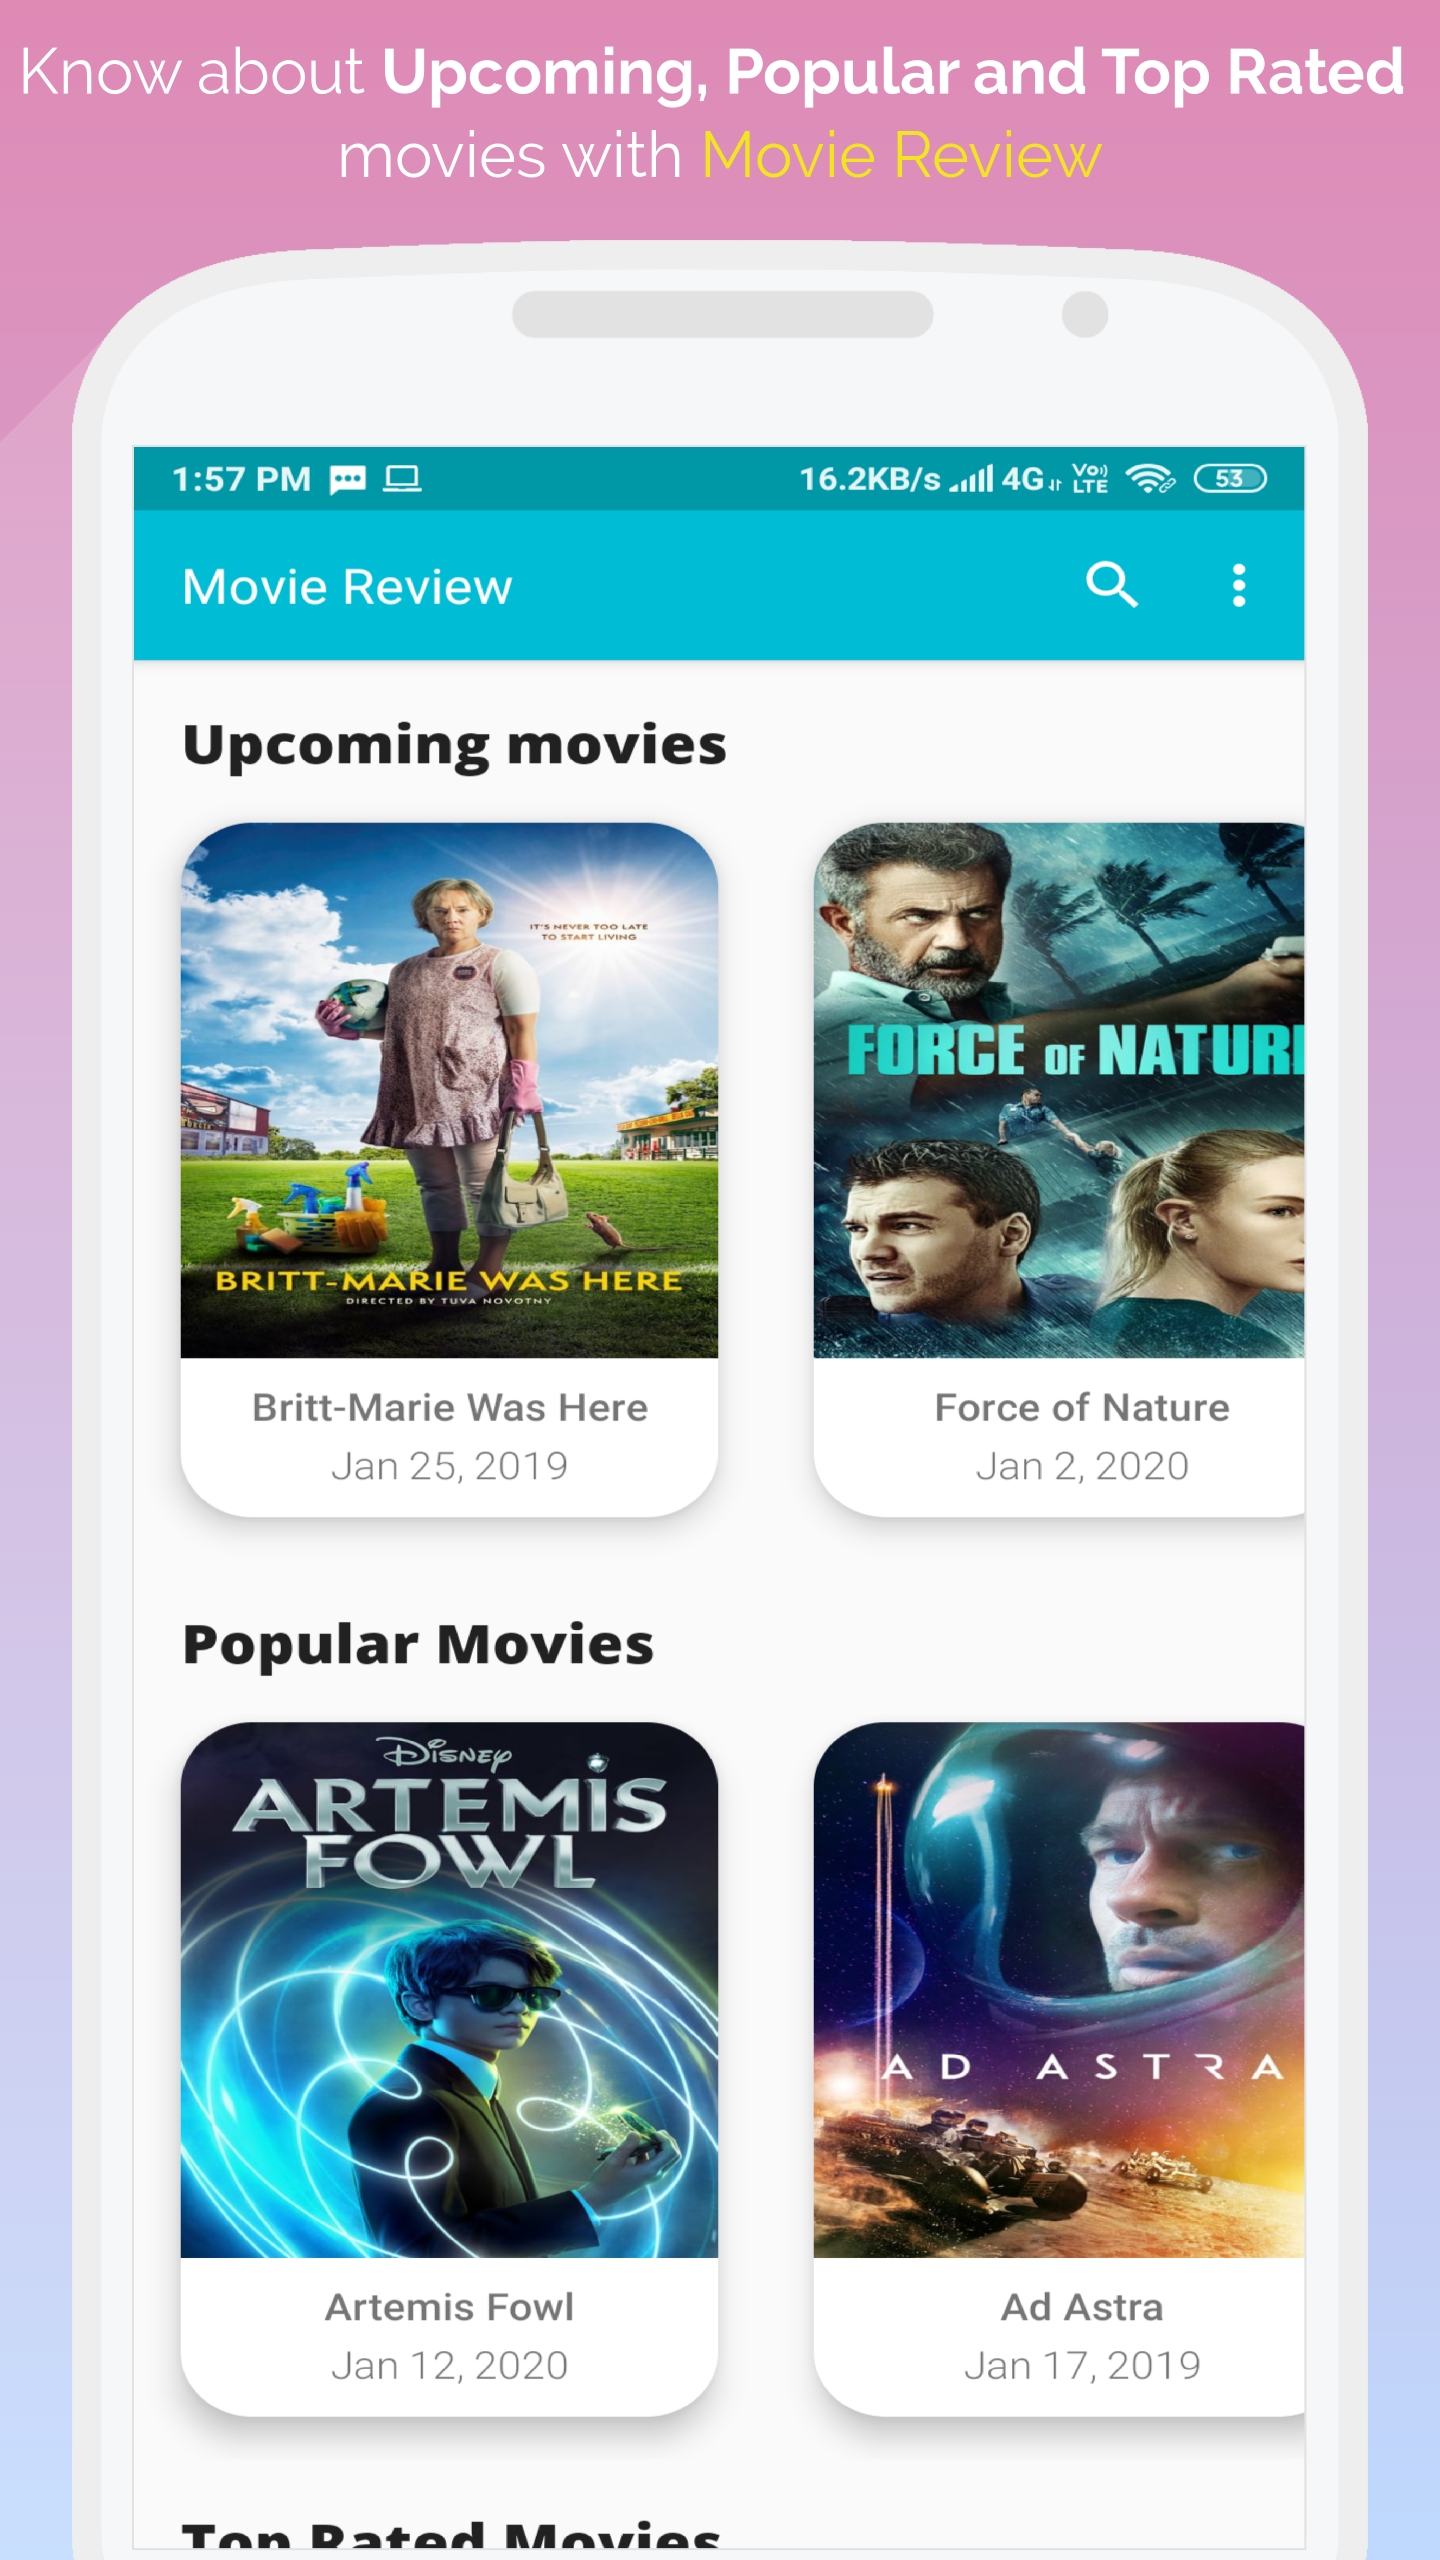 Know about Upcoming, Popular and Top Rated
movies with Movie Review
1:57 PM 16.2KB/s 4G Vo) LTE 53
Movie Review
Upcoming movies
IT'S NEVER TOO LATE
TO START LIVING
BRITT-MARIE WAS HERE
DIRECTED BY TUVA NOVOTNY
FORCE OF NATUR
Britt-Marie Was Here
Jan 25, 2019
Force of Nature
Jan 2, 2020
Popular Movies
DISNEY
ARTEMIS
FOWL
AD ASTRA
Artemis Fowl
Jan 12, 2020
Ad Astra
Jan 17, 2019
Top Rated Movies